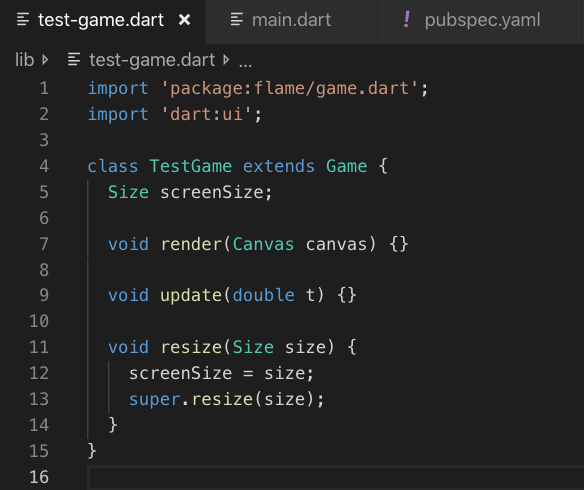 test-game.dart × main.dart ! pubspec.yaml
lib test-game.dart ...
1 import 'package:flame/game.dart';
2 import 'dart:ui';
3
4 class TestGame extends Game {
5 Size screenSize;
6
7 void render(Canvas canvas) {}
8
9 void update(double t) {}
10
11 void resize(Size size) {
12 screenSize = size;
13 super.resize(size);
14 }
15 }
16